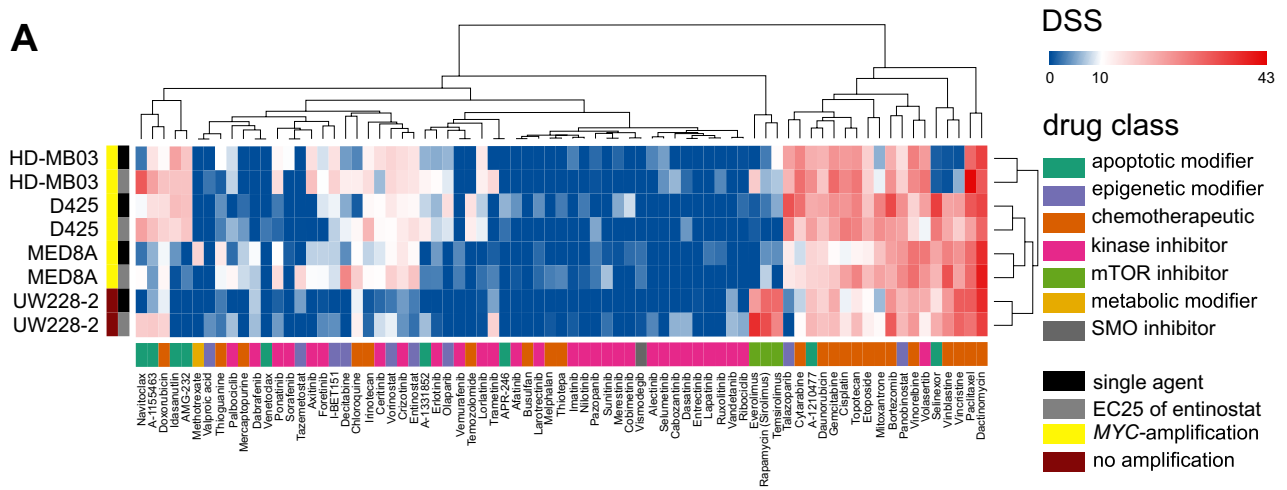 A
DSS
0 10 43
HD-MB03
HD-MB03
D425
D425
MED8A
MED8A
UW228-2
UW228-2
drug class
apoptotic modifier
epigenetic modifier
chemotherapeutic
kinase inhibitor
mTOR inhibitor
metabolic modifier
SMO inhibitor
single agent
EC25 of entinostat
MYC-amplification
no amplification
Navitoclax
A-1155463
Doxorubicin
Idasanutlin
AMG-232
Methotrexate
Valproic acid
Thioguanine
Palbociclib
Mercaptopurine
Dabrafenib
Venetoclax
Ponatinib
Sorafenib
Tazemetostat
Axitinib
Foretinib
I-BET151
Decitabine
Chloroquine
Irinotecan
Ceritinib
Vorinostat
Crizotinib
Entinostat
A-1331852
Erlotinib
Olaparib
Vemurafenib
Temozolomide
Lorlatinib
Trametinib
APR-246
Afatinib
Busulfan
Larotrectinib
Melphalan
Thiotepa
Imatinib
Nilotinib
Pazopanib
Sunitinib
Merestinib
Cobimetinib
Vismodegib
Alectinib
Selumetinib
Cabozantinib
Dasatinib
Entrectinib
Lapatinib
Ruxolitinib
Vandetanib
Ribociclib
Everolimus
Rapamycin (Sirolimus)
Temsirolimus
Talazoparib
Cytarabine
A-1210477
Daunorubicin
Gemcitabine
Cisplatin
Topotecan
Etoposide
Mitoxantrone
Bortezomib
Panobinostat
Vinorelbine
Volasertib
Selinexor
Vinblastine
Vincristine
Paclitaxel
Dactinomycin